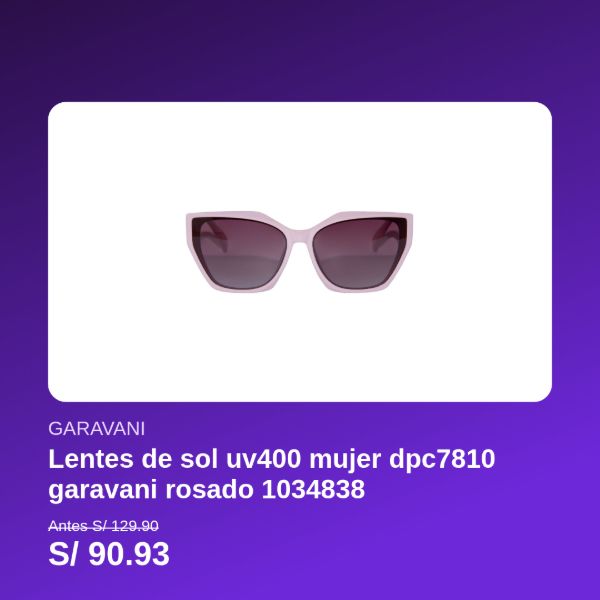 GARAVANI
Lentes de sol uv400 mujer dpc7810
garavani rosado 1034838
Antes S/ 129.90
S/ 90.93